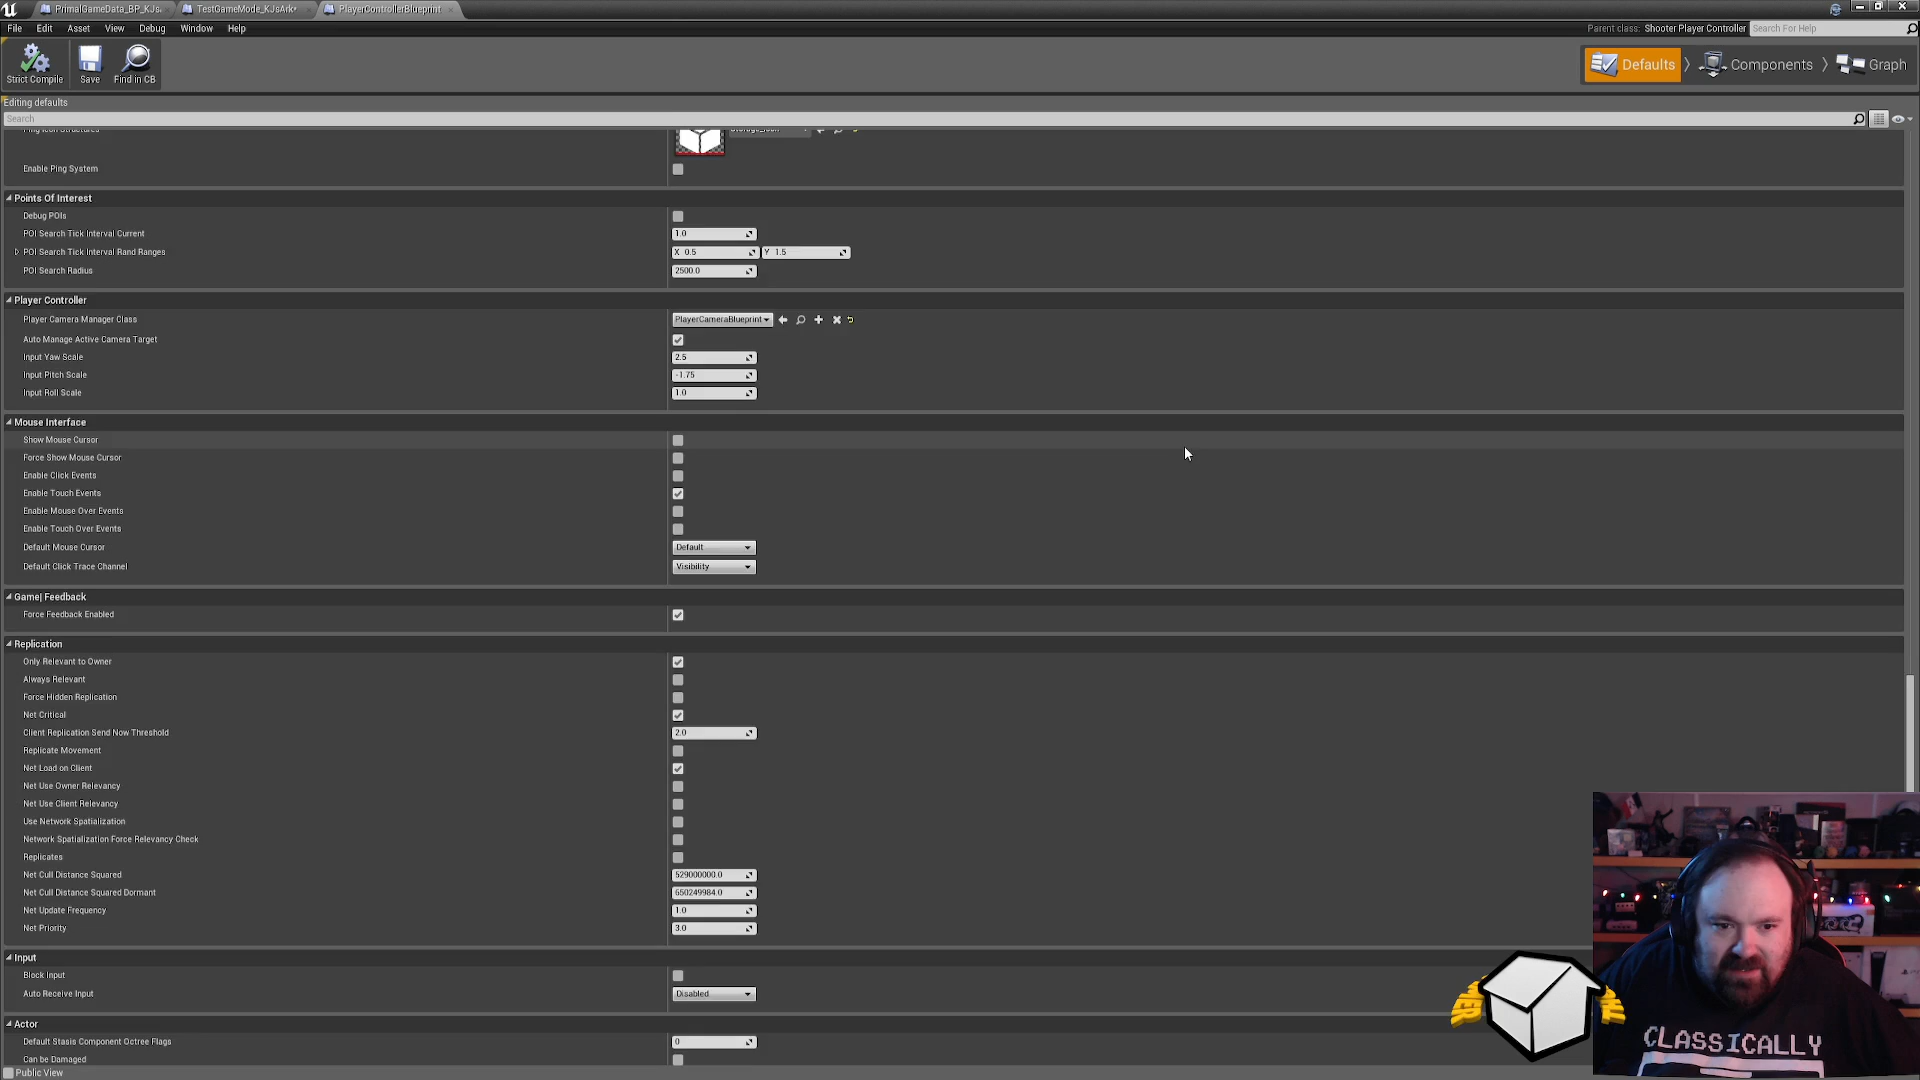 PrimalGameData_BP_KJs
TestGameMode_KJsArk*
PlayerControllerBlueprint
File Edit Asset View Debug Window Help
Parent class: Shooter Player Controller
Search For Help
Strict Compile
Save
Find in CB
Defaults
Components
Graph
Editing defaults
Search
Ping Icon Structures
Enable Ping System
Points Of Interest
Debug POIs
POI Search Tick Interval Current 1.0
POI Search Tick Interval Rand Ranges X 0.5 Y 1.5
POI Search Radius 2500.0
Player Controller
Player Camera Manager Class PlayerCameraBlueprint
Auto Manage Active Camera Target
Input Yaw Scale 2.5
Input Pitch Scale -1.75
Input Roll Scale 1.0
Mouse Interface
Show Mouse Cursor
Force Show Mouse Cursor
Enable Click Events
Enable Touch Events
Enable Mouse Over Events
Enable Touch Over Events
Default Mouse Cursor Default
Default Click Trace Channel Visibility
Game| Feedback
Force Feedback Enabled
Replication
Only Relevant to Owner
Always Relevant
Force Hidden Replication
Net Critical
Client Replication Send Now Threshold 2.0
Replicate Movement
Net Load on Client
Net Use Owner Relevancy
Net Use Client Relevancy
Use Network Spatialization
Network Spatialization Force Relevancy Check
Replicates
Net Cull Distance Squared 529000000.0
Net Cull Distance Squared Dormant 650249984.0
Net Update Frequency 1.0
Net Priority 3.0
Input
Block Input
Auto Receive Input Disabled
Actor
Default Stasis Component Octree Flags 0
Can be Damaged
Public View
CLASSICALLY